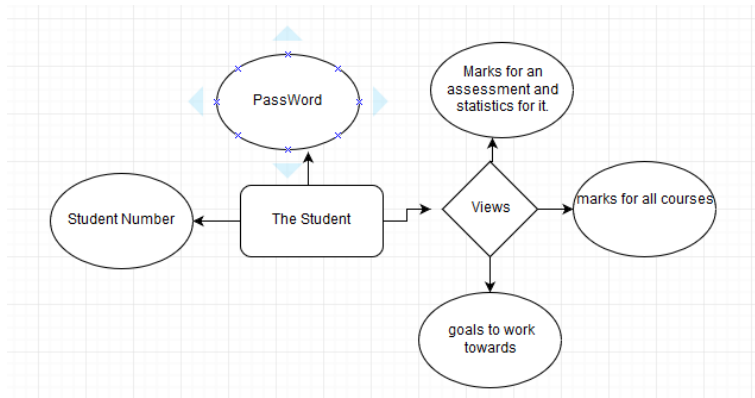 Marks for an
assessment and
statistics for it.
PassWord
marks for all courses
Views
Student Number
The Student
goals to work
towards